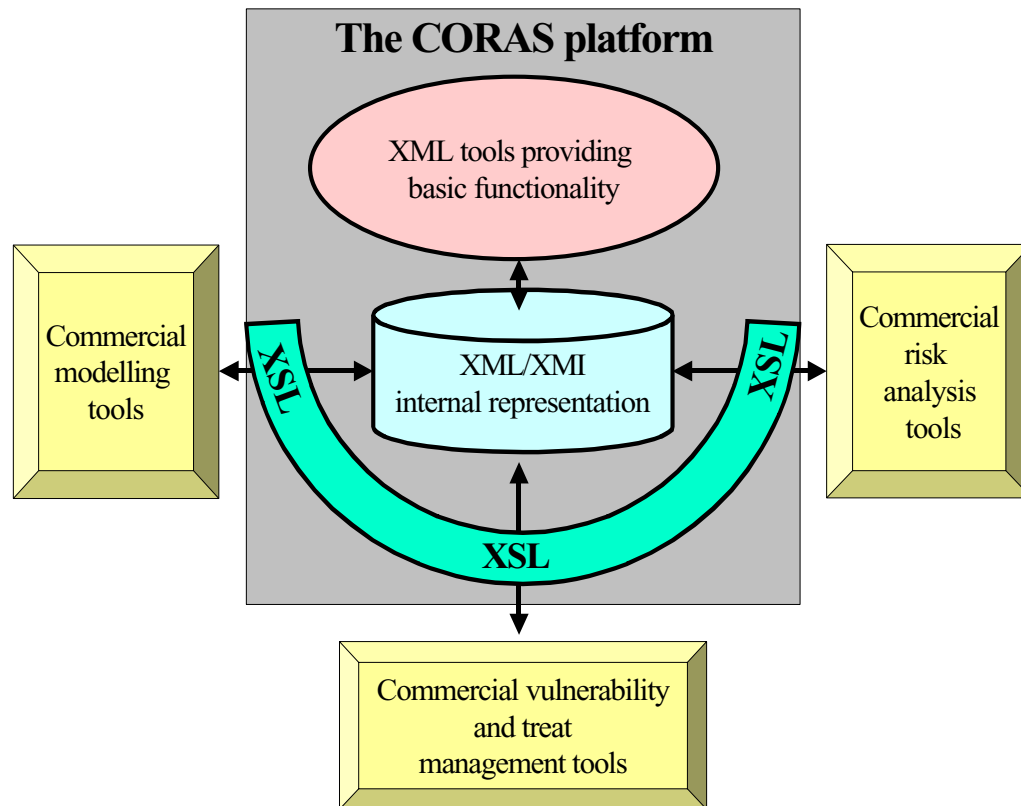 The CORAS platform
XML tools providing
basic functionality
Commercial
modelling
tools
XSL
XML/XMI
internal representation
XSL
Commercial
risk
analysis
tools
XSL
Commercial vulnerability
and treat
management tools